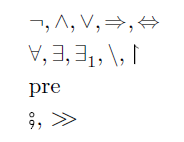 ¬, ∧, ∨, ⇒, ⇔
∀, ∃, ∃₁, \, ↾
pre
⨟, ≫